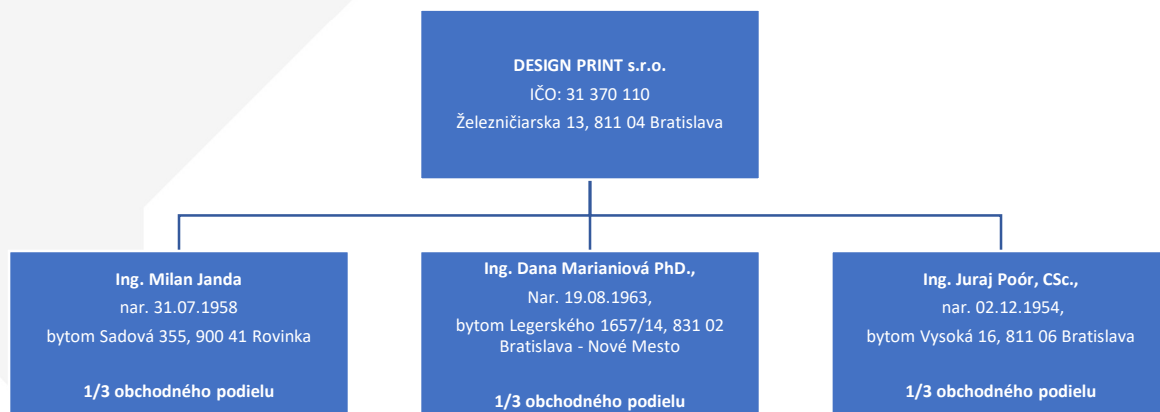 DESIGN PRINT s.r.o.
IČO: 31 370 110
Železničiarska 13, 811 04 Bratislava
Ing. Milan Janda
nar. 31.07.1958
bytom Sadová 355, 900 41 Rovinka
1/3 obchodného podielu
Ing. Dana Marianiová PhD.,
Nar. 19.08.1963,
bytom Legerského 1657/14, 831 02
Bratislava - Nové Mesto
1/3 obchodného podielu
Ing. Juraj Poór, CSc.,
nar. 02.12.1954,
bytom Vysoká 16, 811 06 Bratislava
1/3 obchodného podielu